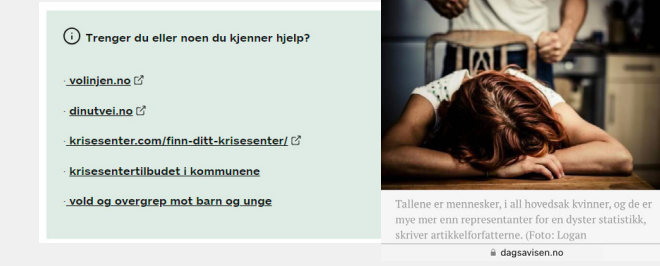 Trenger du eller noen du kjenner hjelp?
· volinjen.no
· dinutvei.no
· krisesenter.com/finn-ditt-krisesenter/
· krisesentertilbudet i kommunene
· vold og overgrep mot barn og unge
Tallene er mennesker, i all hovedsak kvinner, og de er
mye mer enn representanter for en dyster statistikk,
skriver artikkelforfatterne. (Foto: Logan
dagsavisen.no